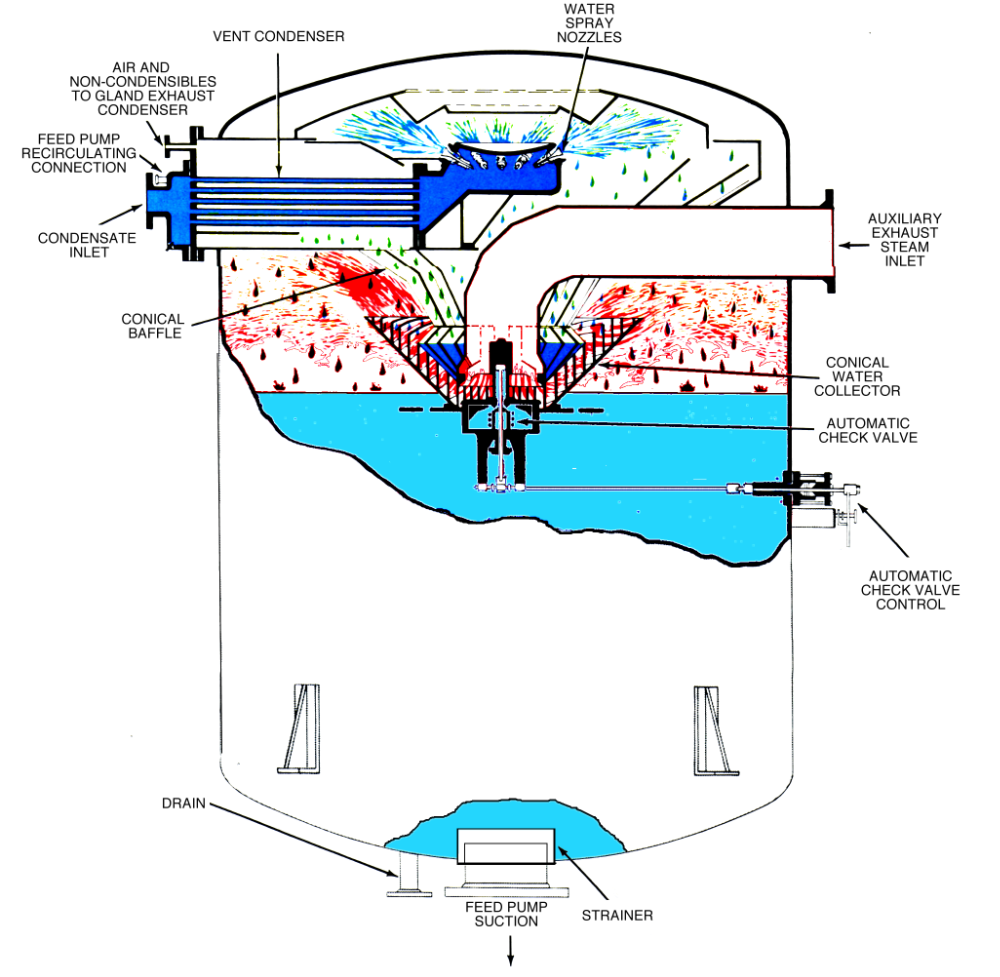 WATER
SPRAY
NOZZLES
VENT CONDENSER
AIR AND
NON-CONDENSIBLES
TO GLAND EXHAUST
CONDENSER
FEED PUMP
RECIRCULATING
CONNECTION
CONDENSATE
INLET
AUXILIARY
EXHAUST
STEAM
INLET
CONICAL
BAFFLE
CONICAL
WATER
COLLECTOR
AUTOMATIC
CHECK VALVE
AUTOMATIC
CHECK VALVE
CONTROL
DRAIN
FEED PUMP
SUCTION
STRAINER